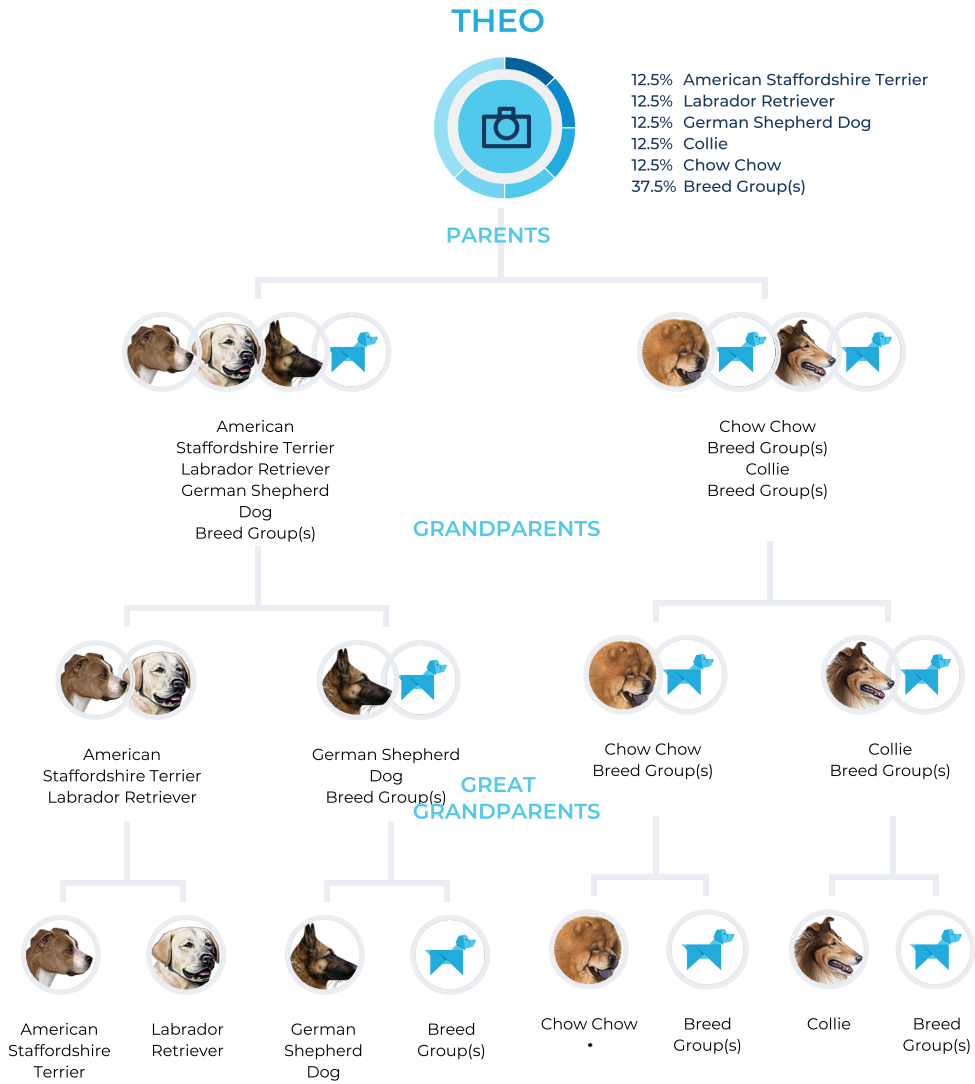 THEO
12.5% American Staffordshire Terrier
12.5% Labrador Retriever
12.5% German Shepherd Dog
12.5% Collie
12.5% Chow Chow
37.5% Breed Group(s)
PARENTS
American
Staffordshire Terrier
Labrador Retriever
German Shepherd
Dog
Breed Group(s)
Chow Chow
Breed Group(s)
Collie
Breed Group(s)
GRANDPARENTS
American
Staffordshire Terrier
Labrador Retriever
German Shepherd
Dog
Breed Group(s)
Chow Chow
Breed Group(s)
Collie
Breed Group(s)
GREAT
GRANDPARENTS
American
Staffordshire
Terrier
Labrador
Retriever
German
Shepherd
Dog
Breed
Group(s)
Chow Chow
•
Breed
Group(s)
Collie
Breed
Group(s)